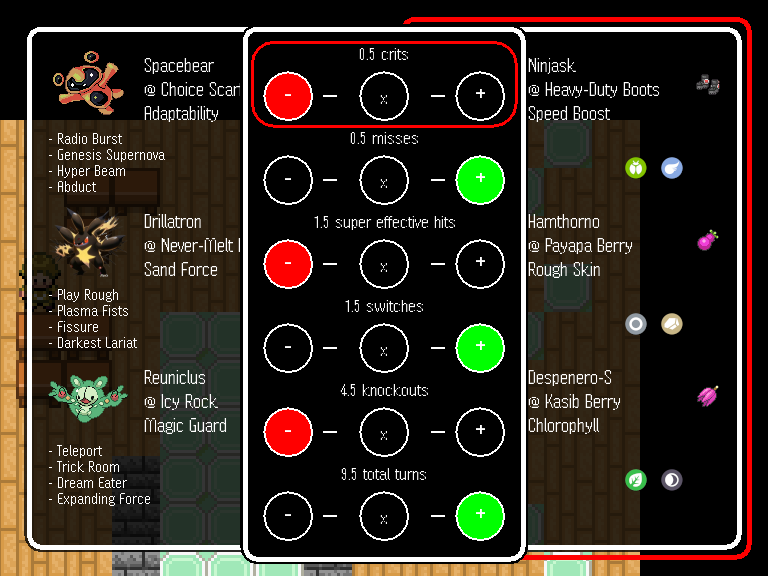 Spacebear
@ Choice Scar
Adaptability
- Radio Burst
- Genesis Supernova
- Hyper Beam
- Abduct
Drillatron
@ Never-Melt I
Sand Force
- Play Rough
- Plasma Fists
- Fissure
- Darkest Lariat
Reuniclus
@ Icy Rock
Magic Guard
- Teleport
- Trick Room
- Dream Eater
- Expanding Force
0.5 crits
- x +
0.5 misses
- x +
1.5 super effective hits
- x +
1.5 switches
- x +
4.5 knockouts
- x +
9.5 total turns
- x +
Ninjask
@ Heavy-Duty Boots
Speed Boost
Hamthorno
@ Payapa Berry
Rough Skin
Despenero-S
@ Kasib Berry
Chlorophyll